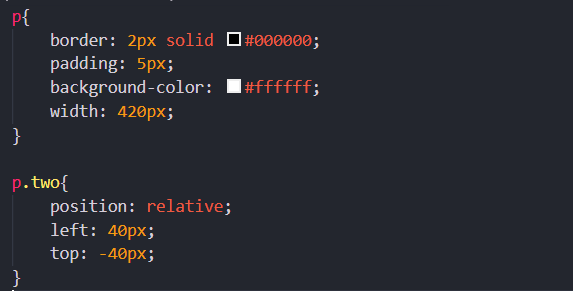 p{
    border: 2px solid #000000;
    padding: 5px;
    background-color: #ffffff;
    width: 420px;
}

p.two{
    position: relative;
    left: 40px;
    top: -40px;
}